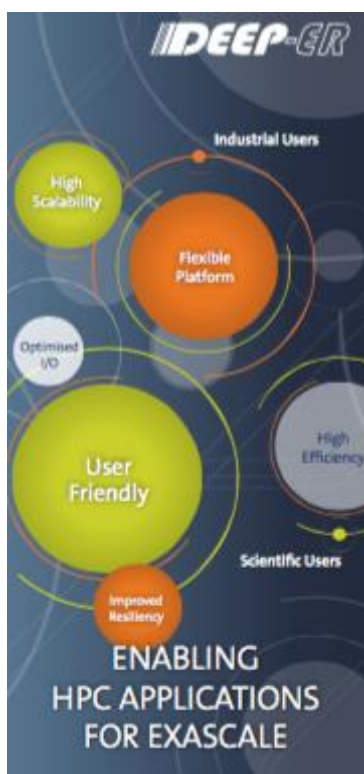 DEEP-ER
Industrial Users
High
Scalability
Flexible
Platform
Optimised
I/O
User
Friendly
High
Efficiency
Scientific Users
Improved
Resiliency
ENABLING
HPC APPLICATIONS
FOR EXASCALE